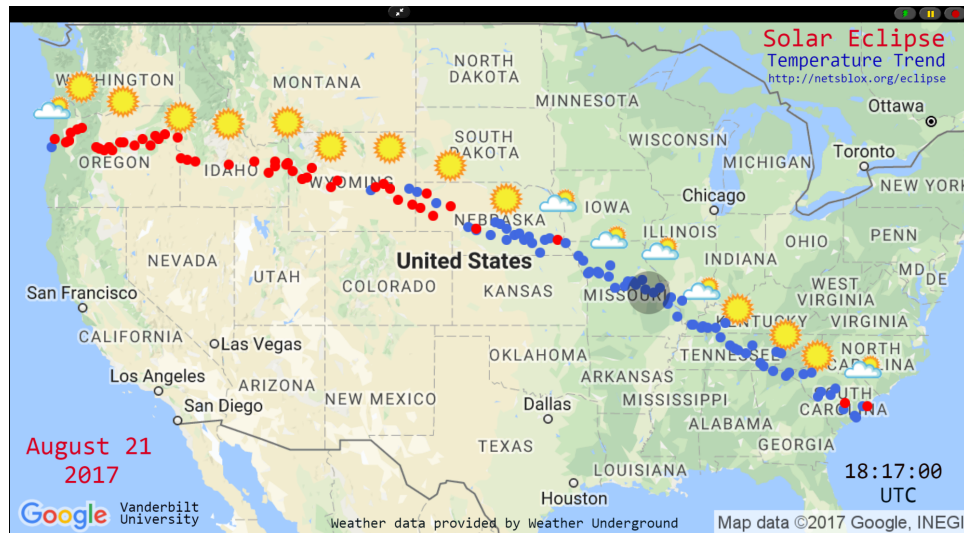 Solar Eclipse
Temperature Trend
http://netsblox.org/eclipse
WASHINGTON
MONTANA
NORTH
DAKOTA
MINNESOTA
Ottawa
OREGON
IDAHO
WYOMING
SOUTH
DAKOTA
WISCONSIN
MICHIGAN
Toronto
NEW YORK
Chicago
NEBRASKA
IOWA
ILLINOIS
INDIANA
OHIO
PENN
NEVADA
UTAH
COLORADO
United States
KANSAS
MISSOURI
WEST
VIRGINIA
MD
DE
KENTUCKY
VIRGINIA
San Francisco
CALIFORNIA
Las Vegas
Los Angeles
San Diego
ARIZONA
NEW MEXICO
OKLAHOMA
ARKANSAS
TENNESSEE
NORTH
CAROLINA
SOUTH
CAROLINA
MISSISSIPPI
ALABAMA
GEORGIA
Dallas
TEXAS
LOUISIANA
Houston
August 21
2017
18:17:00
UTC
Google
Vanderbilt
University
Weather data provided by Weather Underground
Map data ©2017 Google, INEGI